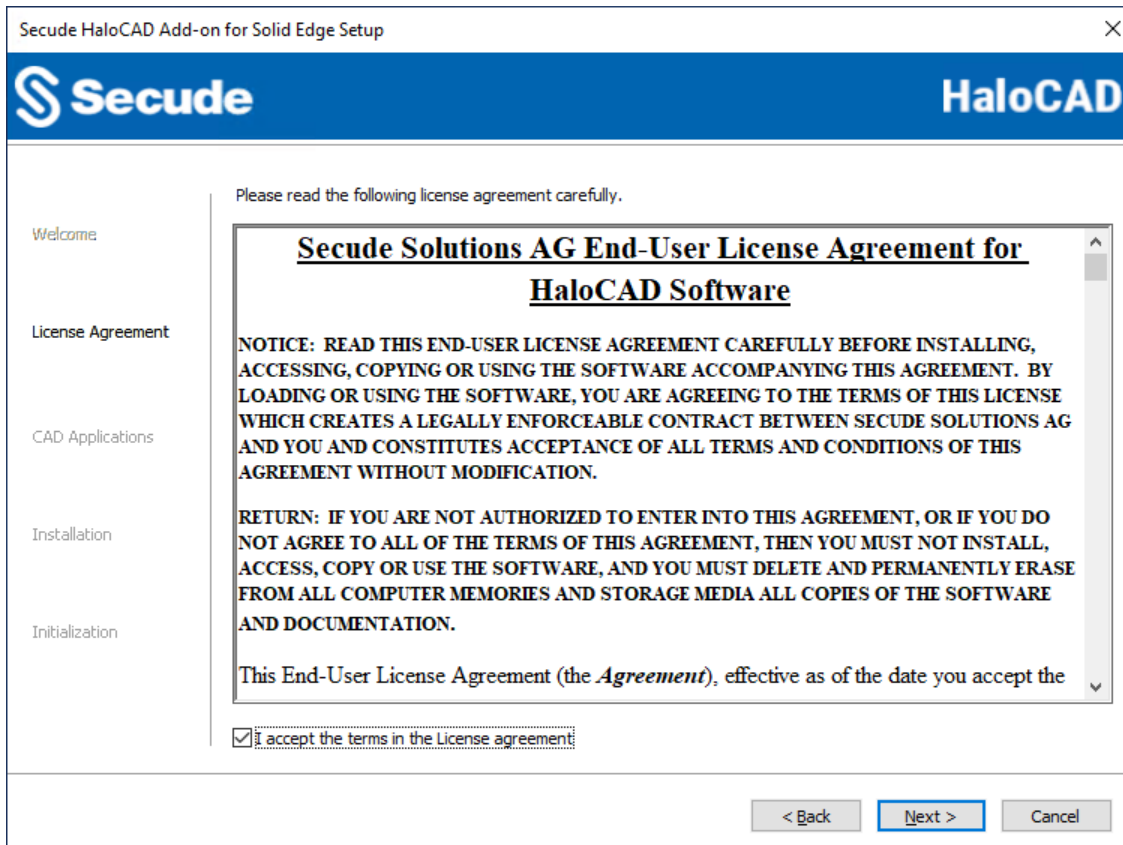 Secude HaloCAD Add-on for Solid Edge Setup
Secude
HaloCAD
Please read the following license agreement carefully.
Welcome
License Agreement
CAD Applications
Installation
Initialization
Secude Solutions AG End-User License Agreement for
HaloCAD Software
NOTICE:  READ THIS END-USER LICENSE AGREEMENT CAREFULLY BEFORE INSTALLING,
ACCESSING, COPYING OR USING THE SOFTWARE ACCOMPANYING THIS AGREEMENT.  BY
LOADING OR USING THE SOFTWARE, YOU ARE AGREEING TO THE TERMS OF THIS LICENSE
WHICH CREATES A LEGALLY ENFORCEABLE CONTRACT BETWEEN SECUDE SOLUTIONS AG
AND YOU AND CONSTITUTES ACCEPTANCE OF ALL TERMS AND CONDITIONS OF THIS
AGREEMENT WITHOUT MODIFICATION.
RETURN:  IF YOU ARE NOT AUTHORIZED TO ENTER INTO THIS AGREEMENT, OR IF YOU DO
NOT AGREE TO ALL OF THE TERMS OF THIS AGREEMENT, THEN YOU MUST NOT INSTALL,
ACCESS, COPY OR USE THE SOFTWARE, AND YOU MUST DELETE AND PERMANENTLY ERASE
FROM ALL COMPUTER MEMORIES AND STORAGE MEDIA ALL COPIES OF THE SOFTWARE
AND DOCUMENTATION.
This End-User License Agreement (the Agreement), effective as of the date you accept the
I accept the terms in the License agreement
< Back
Next >
Cancel